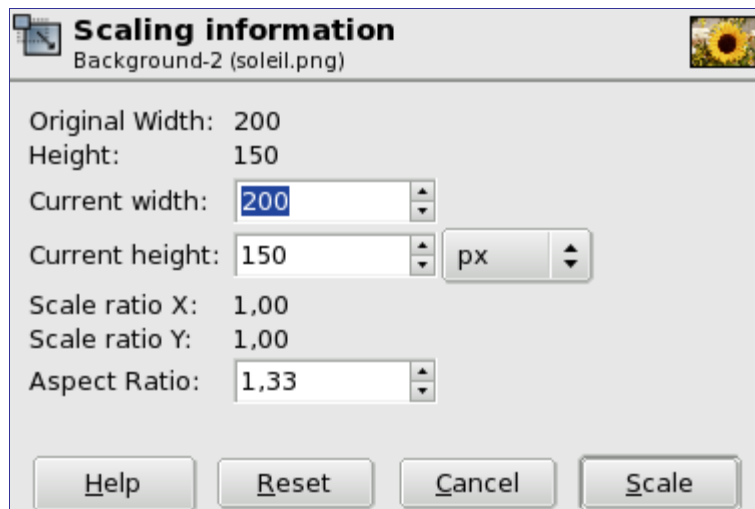 Scaling information
Background-2 (soleil.png)
Original Width: 200
Height: 150
Current width: 200
Current height: 150 px
Scale ratio X: 1,00
Scale ratio Y: 1,00
Aspect Ratio: 1,33
Help Reset Cancel Scale